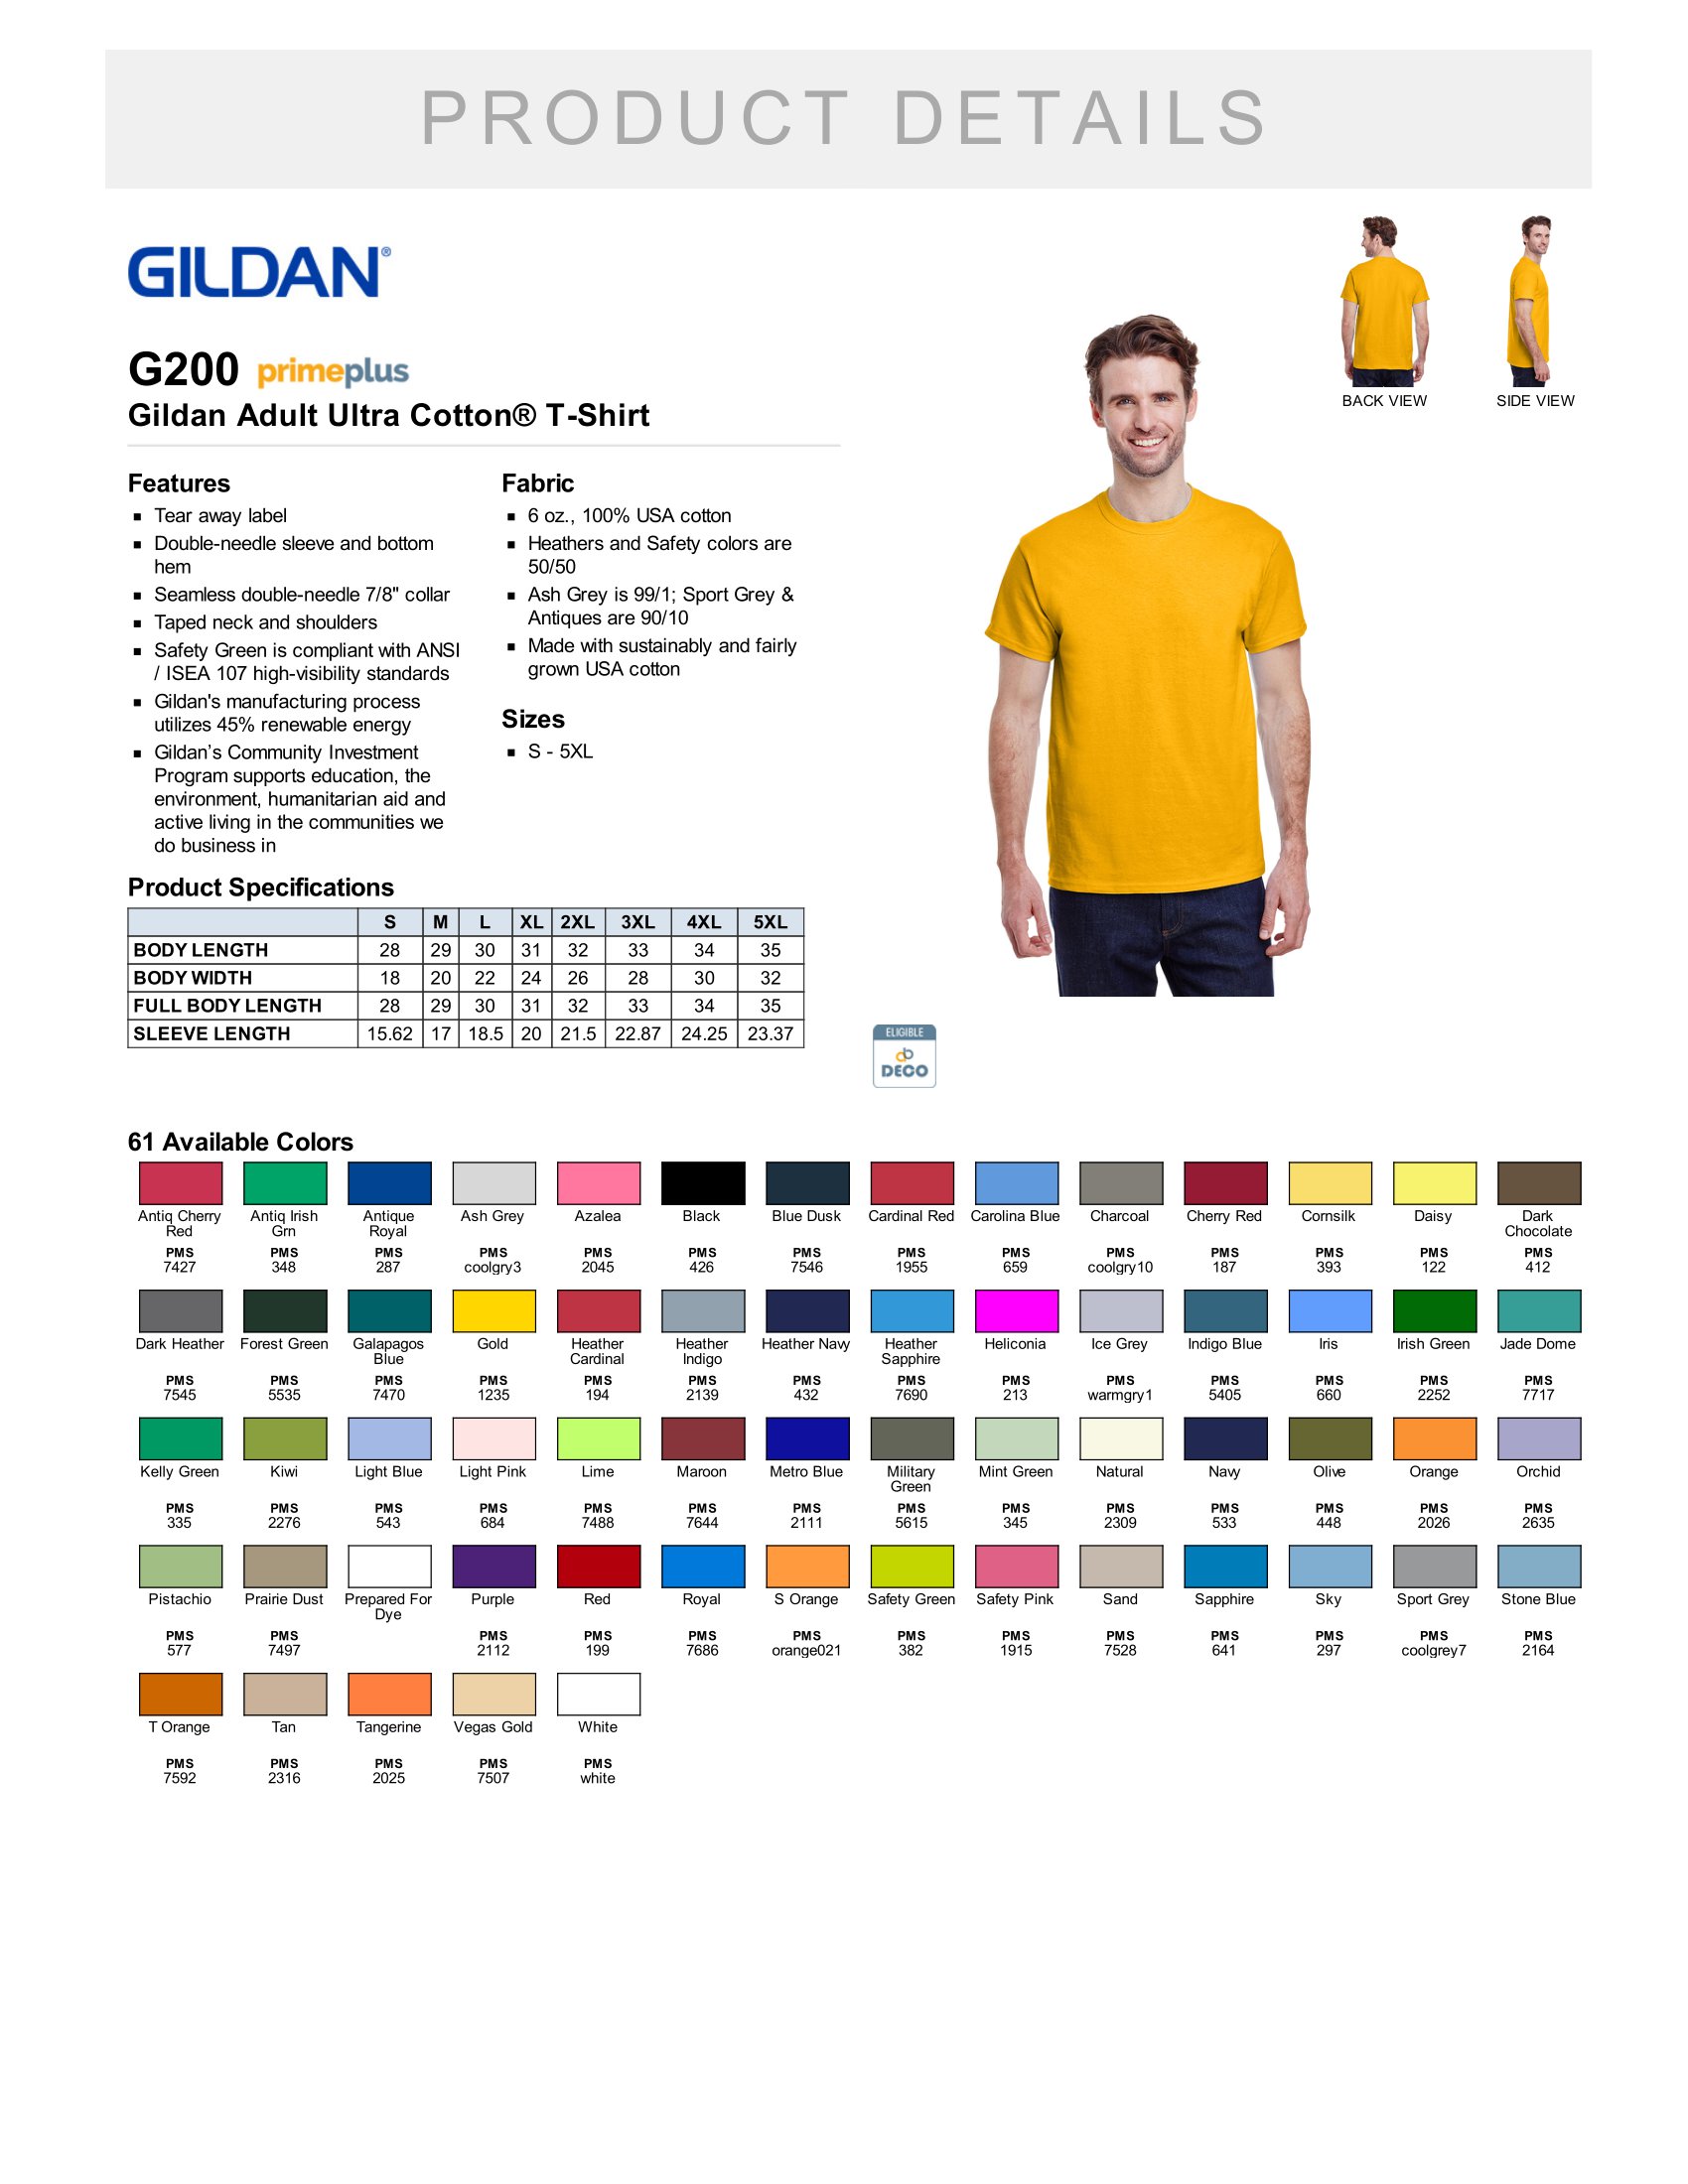 PRODUCT DETAILS
GILDAN®
G200 primeplus
Gildan Adult Ultra Cotton® T-Shirt
BACK VIEW
SIDE VIEW
Features
Tear away label
Double-needle sleeve and bottom
hem
Seamless double-needle 7/8" collar
Taped neck and shoulders
Safety Green is compliant with ANSI
/ ISEA 107 high-visibility standards
Gildan's manufacturing process
utilizes 45% renewable energy
Gildan’s Community Investment
Program supports education, the
environment, humanitarian aid and
active living in the communities we
do business in
Fabric
6 oz., 100% USA cotton
Heathers and Safety colors are
50/50
Ash Grey is 99/1; Sport Grey &
Antiques are 90/10
Made with sustainably and fairly
grown USA cotton
Sizes
S - 5XL
Product Specifications
S M L XL 2XL 3XL 4XL 5XL
BODY LENGTH 28 29 30 31 32 33 34 35
BODY WIDTH 18 20 22 24 26 28 30 32
FULL BODY LENGTH 28 29 30 31 32 33 34 35
SLEEVE LENGTH 15.62 17 18.5 20 21.5 22.87 24.25 23.37
ELIGIBLE
ab
DECO
61 Available Colors
Antiq Cherry Antiq Irish Antique Ash Grey Azalea Black Blue Dusk Cardinal Red Carolina Blue Charcoal Cherry Red Cornsilk Daisy Dark
Red Grn Royal Chocolate
PMS PMS PMS PMS PMS PMS PMS PMS PMS PMS PMS PMS PMS PMS
7427 348 287 coolgry3 2045 426 7546 1955 659 coolgry10 187 393 122 412
Dark Heather Forest Green Galapagos Gold Heather Heather Heather Navy Heather Heliconia Ice Grey Indigo Blue Iris Irish Green Jade Dome
Blue Cardinal Indigo Sapphire
PMS PMS PMS PMS PMS PMS PMS PMS PMS PMS PMS PMS PMS PMS
7545 5535 7470 1235 194 2139 432 7690 213 warmgry1 5405 660 2252 7717
Kelly Green Kiwi Light Blue Light Pink Lime Maroon Metro Blue Military Mint Green Natural Navy Olive Orange Orchid
Green
PMS PMS PMS PMS PMS PMS PMS PMS PMS PMS PMS PMS PMS PMS
335 2276 543 684 7488 7644 2111 5615 345 2309 533 448 2026 2635
Pistachio Prairie Dust Prepared For Purple Red Royal S Orange Safety Green Safety Pink Sand Sapphire Sky Sport Grey Stone Blue
Dye
PMS PMS PMS PMS PMS PMS PMS PMS PMS PMS PMS PMS PMS
577 7497 2112 199 7686 orange021 382 1915 7528 641 297 coolgrey7 2164
T Orange Tan Tangerine Vegas Gold White
PMS PMS PMS PMS PMS
7592 2316 2025 7507 white